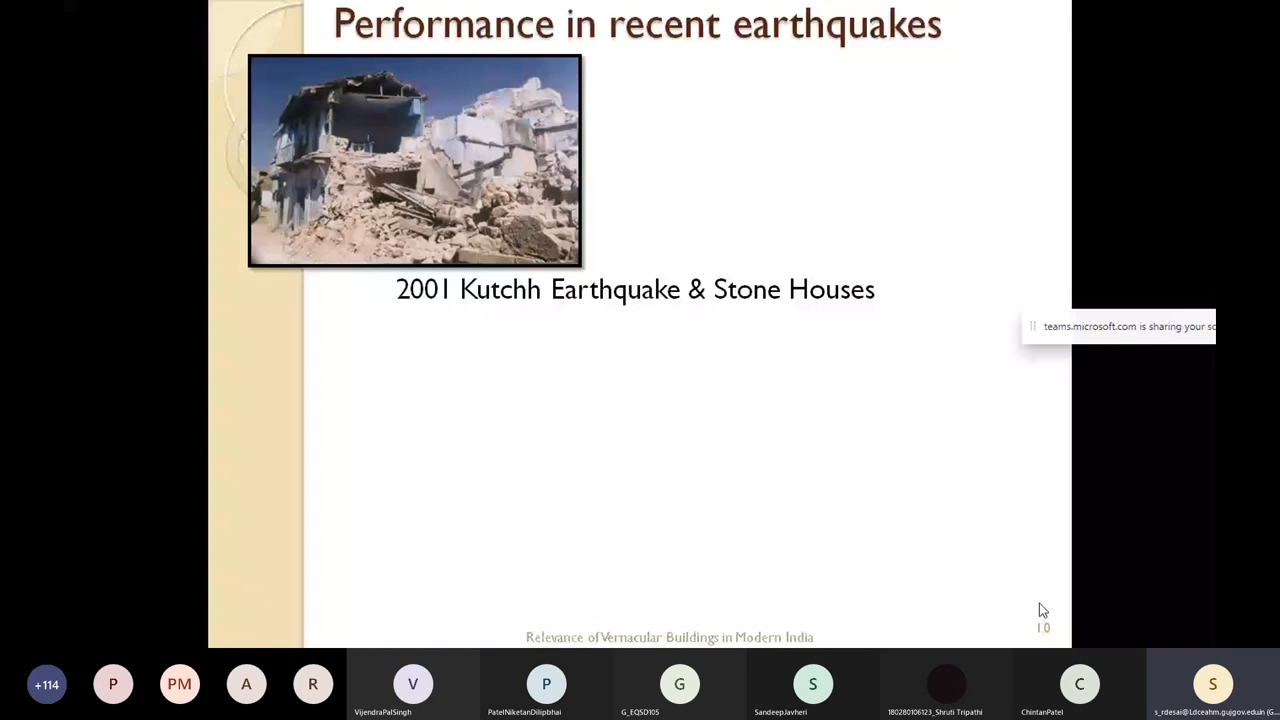 Performance in recent earthquakes
2001 Kutchh Earthquake & Stone Houses
teams.microsoft.com is sharing your sc
10
Relevance of Vernacular Buildings in Modern India
+114
P
PM
A
R
V
P
G
S
C
S
VijendraPalSingh
PatelNiketanDilipbhai
G_EQSD105
SandeepJavheri
180280106123_Shruti Tripathi
ChintanPatel
s_rdesai@Ldceahm.gujgov.eduin (G...